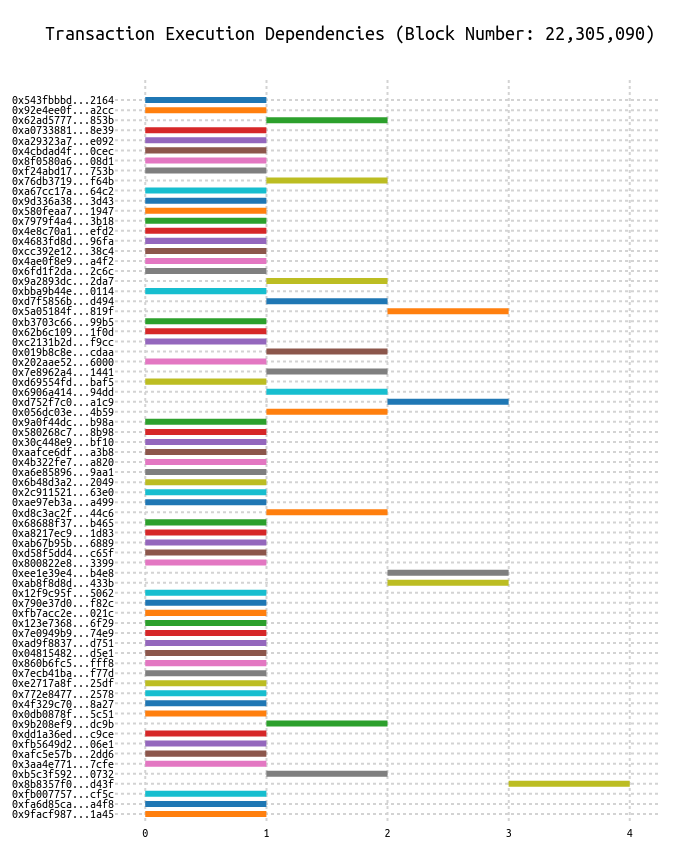 Transaction Execution Dependencies (Block Number: 22,305,090)
0x543fbbbd...2164
0x92e4ee0f...a2cc
0x62ad5777...853b
0xa0733881...8e39
0xa29323a7...e092
0x4cbdad4f...0cec
0x8f0580a6...08d1
0xf24abd17...753b
0x76db3719...f64b
0xa67cc17a...64c2
0x9d336a38...3d43
0x580feaa7...1947
0x7979f4a4...3b18
0x4e8c70a1...efd2
0x4683fd8d...96fa
0xcc392e12...38c4
0x4ae0f8e9...a4f2
0x6fd1f2da...2c6c
0x9a2893dc...2da7
0xbba9b44e...0114
0xd7f5856b...d494
0x5a05184f...819f
0xb3703c66...99b5
0x62b6c109...1f0d
0xc2131b2d...f9cc
0x019b8c8e...cdaa
0x202aae52...6000
0x7e8962a4...1441
0xd69554fd...baf5
0x6906a414...94dd
0xd752f7c0...a1c9
0x056dc03e...4b59
0x9a0f44dc...b98a
0x580268c7...8b98
0x30c448e9...bf10
0xaafce6df...a3b8
0x4b322fe7...a820
0xa6e85896...9aa1
0x6b48d3a2...2049
0x2c911521...63e0
0xae97eb3a...a499
0xd8c3ac2f...44c6
0x68688f37...b465
0xa8217ec9...1d83
0xab67b95b...6889
0xd58f5dd4...c65f
0x800822e8...3399
0xee1e39e4...b4e8
0xab8f8d8d...433b
0x12f9c95f...5062
0x790e37d0...f82c
0xfb7acc2e...021c
0x123e7368...6f29
0x7e0949b9...74e9
0xad9f8837...d751
0x04815482...d5e1
0x860b6fc5...fff8
0x7ecb41ba...f77d
0xe2717a8f...25df
0x772e8477...2578
0x4f329c70...8a27
0x0db0878f...5c51
0x9b208ef9...dc9b
0xdd1a36ed...c9ce
0xfb5649d2...06e1
0xafc5e57b...2dd6
0x3aa4e771...7cfe
0xb5c3f592...0732
0x8b8357f0...d43f
0xfb007757...cf5c
0xfa6d85ca...a4f8
0x9facf987...1a45
0 1 2 3 4